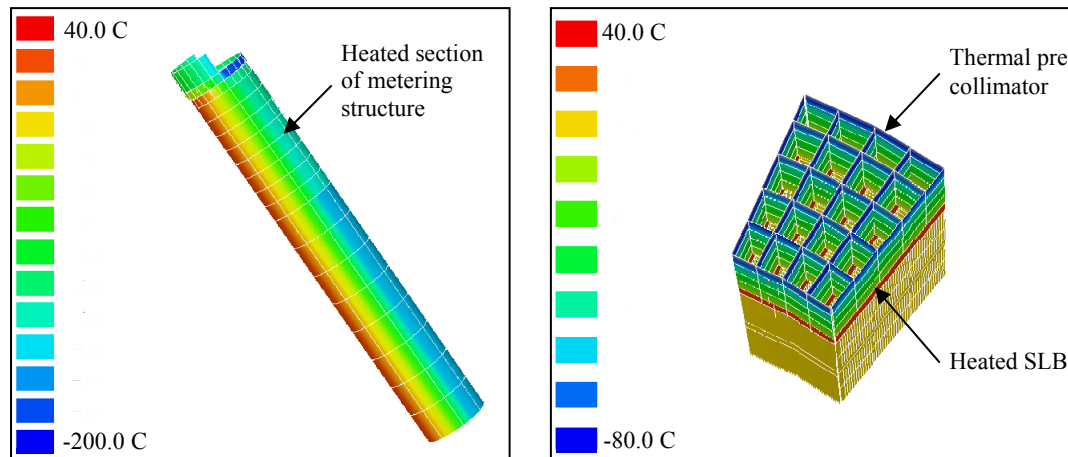 40.0 C
Heated section
of metering
structure
-200.0 C
40.0 C
Thermal pre
collimator
Heated SLB
-80.0 C